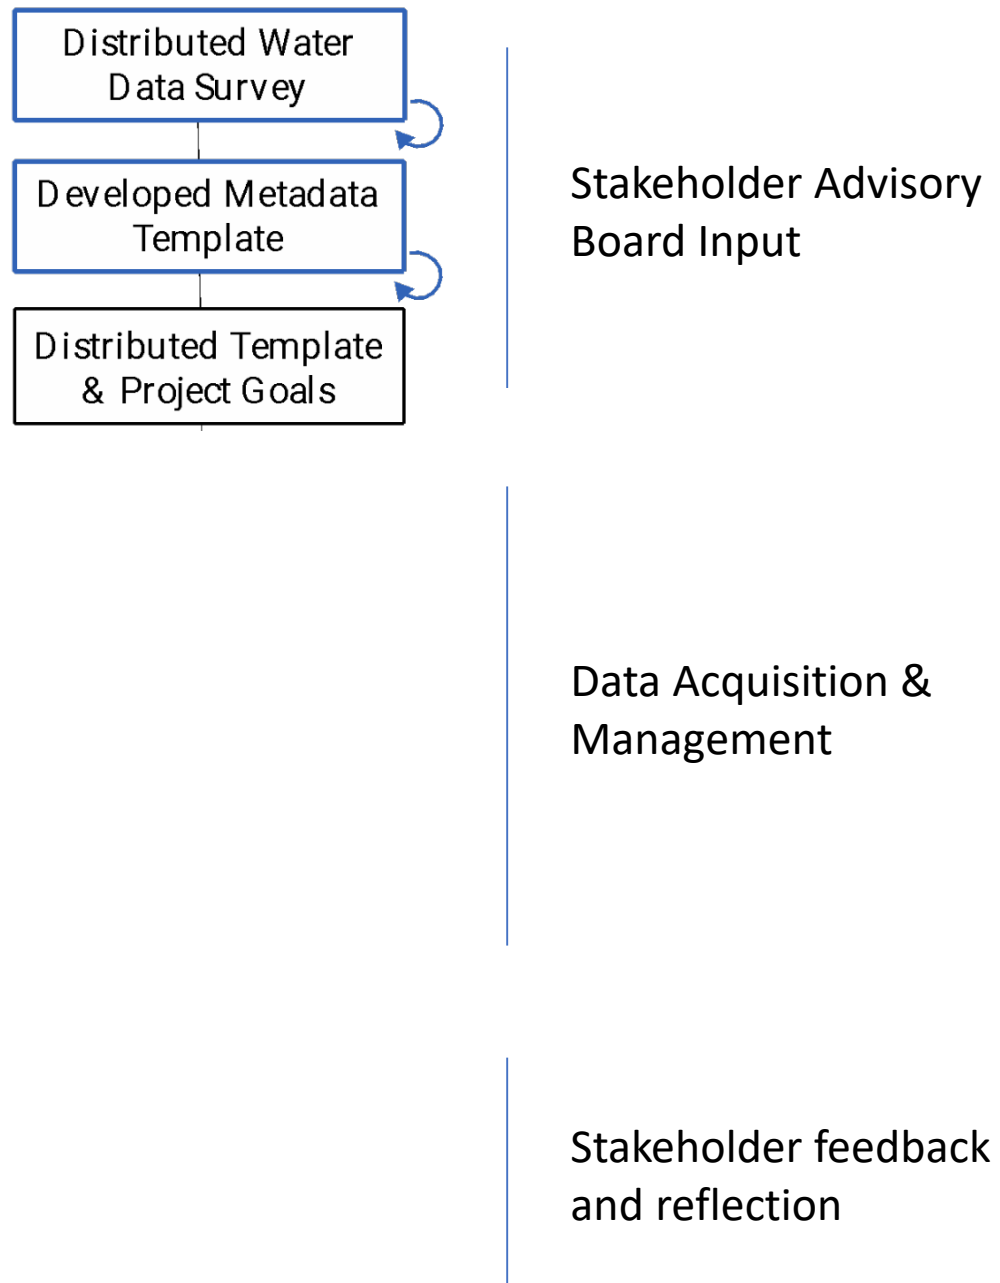 Distributed Water
Data Survey
Developed Metadata
Template
Distributed Template
& Project Goals
Stakeholder Advisory
Board Input
Data Acquisition &
Management
Stakeholder feedback
and reflection